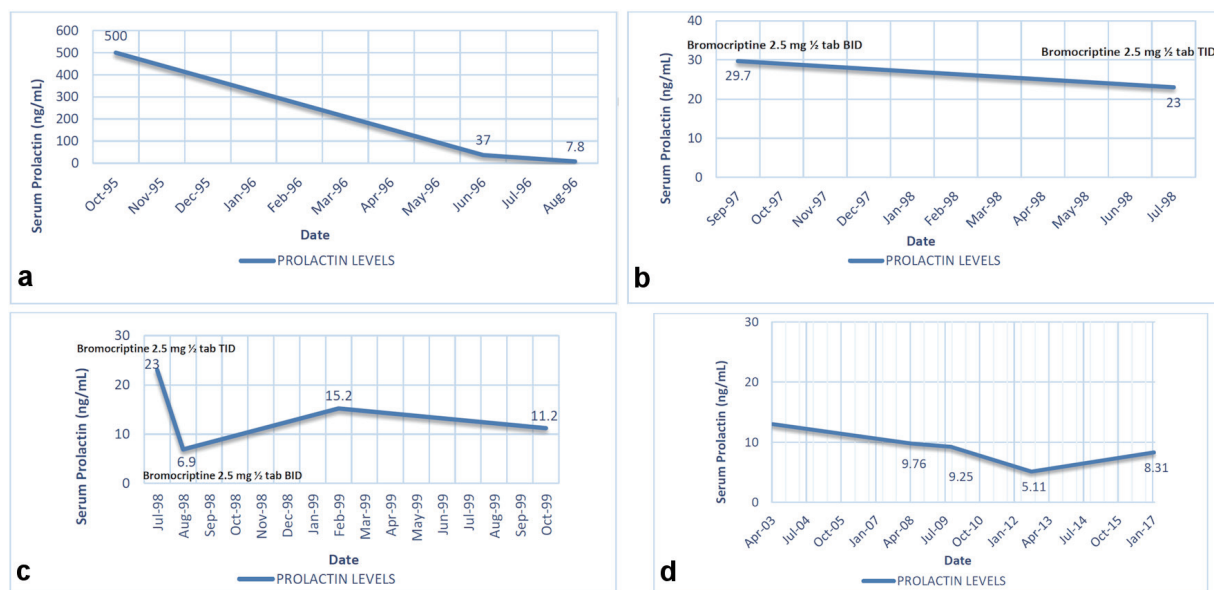 600
500
500
400
300
200
100
0
37
7.8
Serum Prolactin (ng/mL)
Oct-95
Nov-95
Dec-95
Jan-96
Feb-96
Mar-96
Apr-96
May-96
Jun-96
Jul-96
Aug-96
Date
PROLACTIN LEVELS
a
40
30
20
10
0
Bromocriptine 2.5 mg ½ tab BID
Bromocriptine 2.5 mg ½ tab TID
29.7
23
Serum Prolactin (ng/mL)
Sep-97
Oct-97
Nov-97
Dec-97
Jan-98
Feb-98
Mar-98
Apr-98
May-98
Jun-98
Jul-98
Date
PROLACTIN LEVELS
b
30
20
10
0
Bromocriptine 2.5 mg ½ tab TID
23
15.2
11.2
6.9
Bromocriptine 2.5 mg ½ tab BID
Serum Prolactin (ng/mL)
Jul-98
Aug-98
Sep-98
Oct-98
Nov-98
Dec-98
Jan-99
Feb-99
Mar-99
Apr-99
May-99
Jun-99
Jul-99
Aug-99
Sep-99
Oct-99
Date
PROLACTIN LEVELS
c
30
20
10
0
9.76
9.25
5.11
8.31
Serum Prolactin (ng/mL)
Apr-03
Jul-04
Oct-05
Jan-07
Apr-08
Jul-09
Oct-10
Jan-12
Apr-13
Jul-14
Oct-15
Jan-17
Date
PROLACTIN LEVELS
d